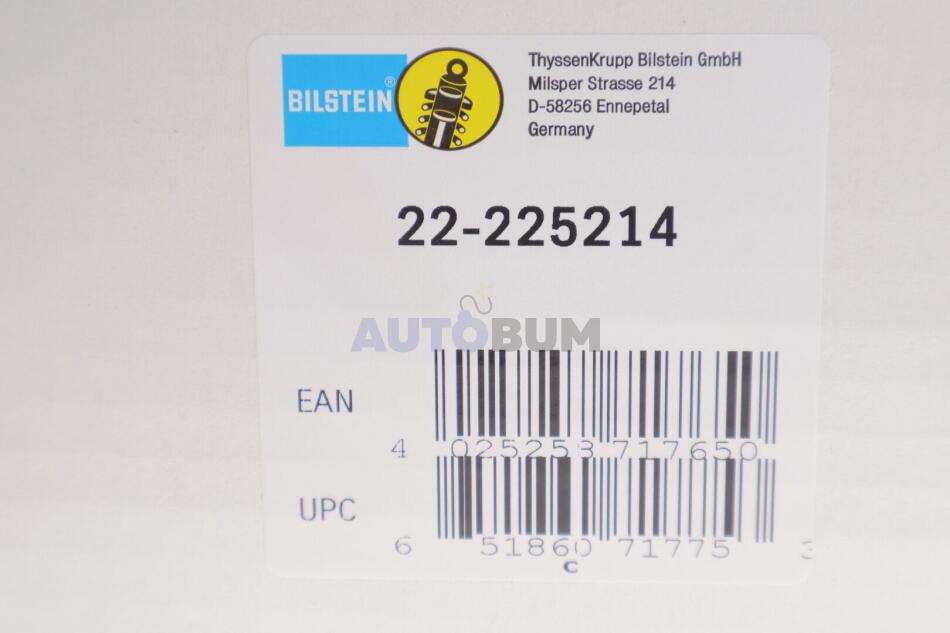 BILSTEIN®
ThyssenKrupp Bilstein GmbH
Milsper Strasse 214
D-58256 Ennepetal
Germany
22-225214
AUTOBUM
EAN
4 025258 717650
UPC
6 51860 71775 3
C